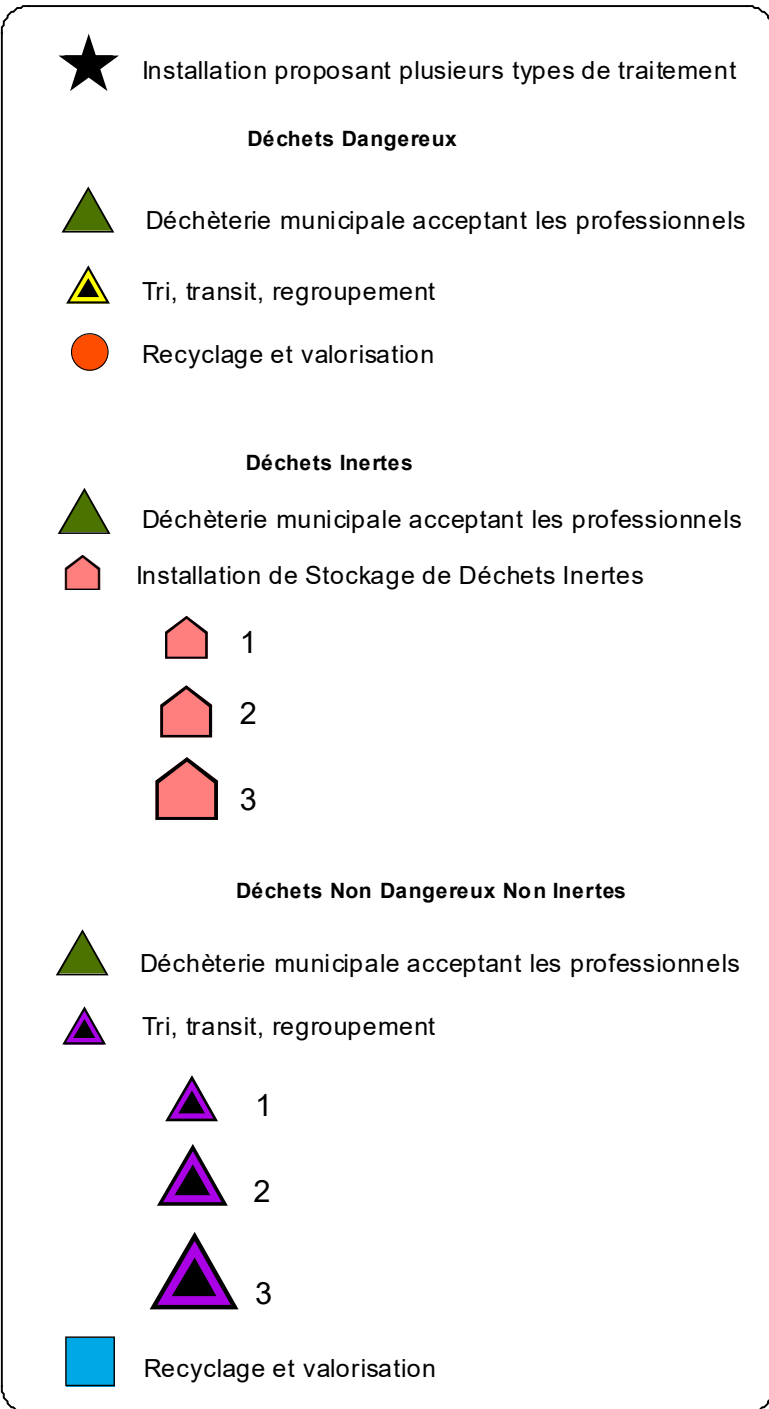 Installation proposant plusieurs types de traitement
Déchets Dangereux
Déchèterie municipale acceptant les professionnels
Tri, transit, regroupement
Recyclage et valorisation
Déchets Inertes
Déchèterie municipale acceptant les professionnels
Installation de Stockage de Déchets Inertes
1
2
3
Déchets Non Dangereux Non Inertes
Déchèterie municipale acceptant les professionnels
Tri, transit, regroupement
1
2
3
Recyclage et valorisation